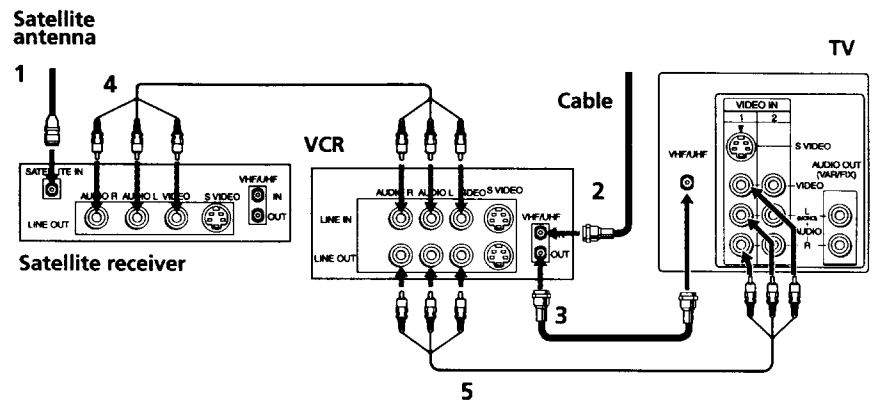 Satellite
antenna
1
4
Cable
TV
VIDEO IN
1 2
S VIDEO
VHF/UHF
AUDIO OUT
(VAR/FIX)
VIDEO
L
(MONO)
AUDIO
R
VCR
2
SATELLITE IN
VHF/UHF
AUDIO R AUDIO L VIDEO S VIDEO
IN
OUT
LINE OUT
Satellite receiver
AUDIO R AUDIO L VIDEO S VIDEO
VHF/UHF
LINE IN
LINE OUT
OUT
3
5